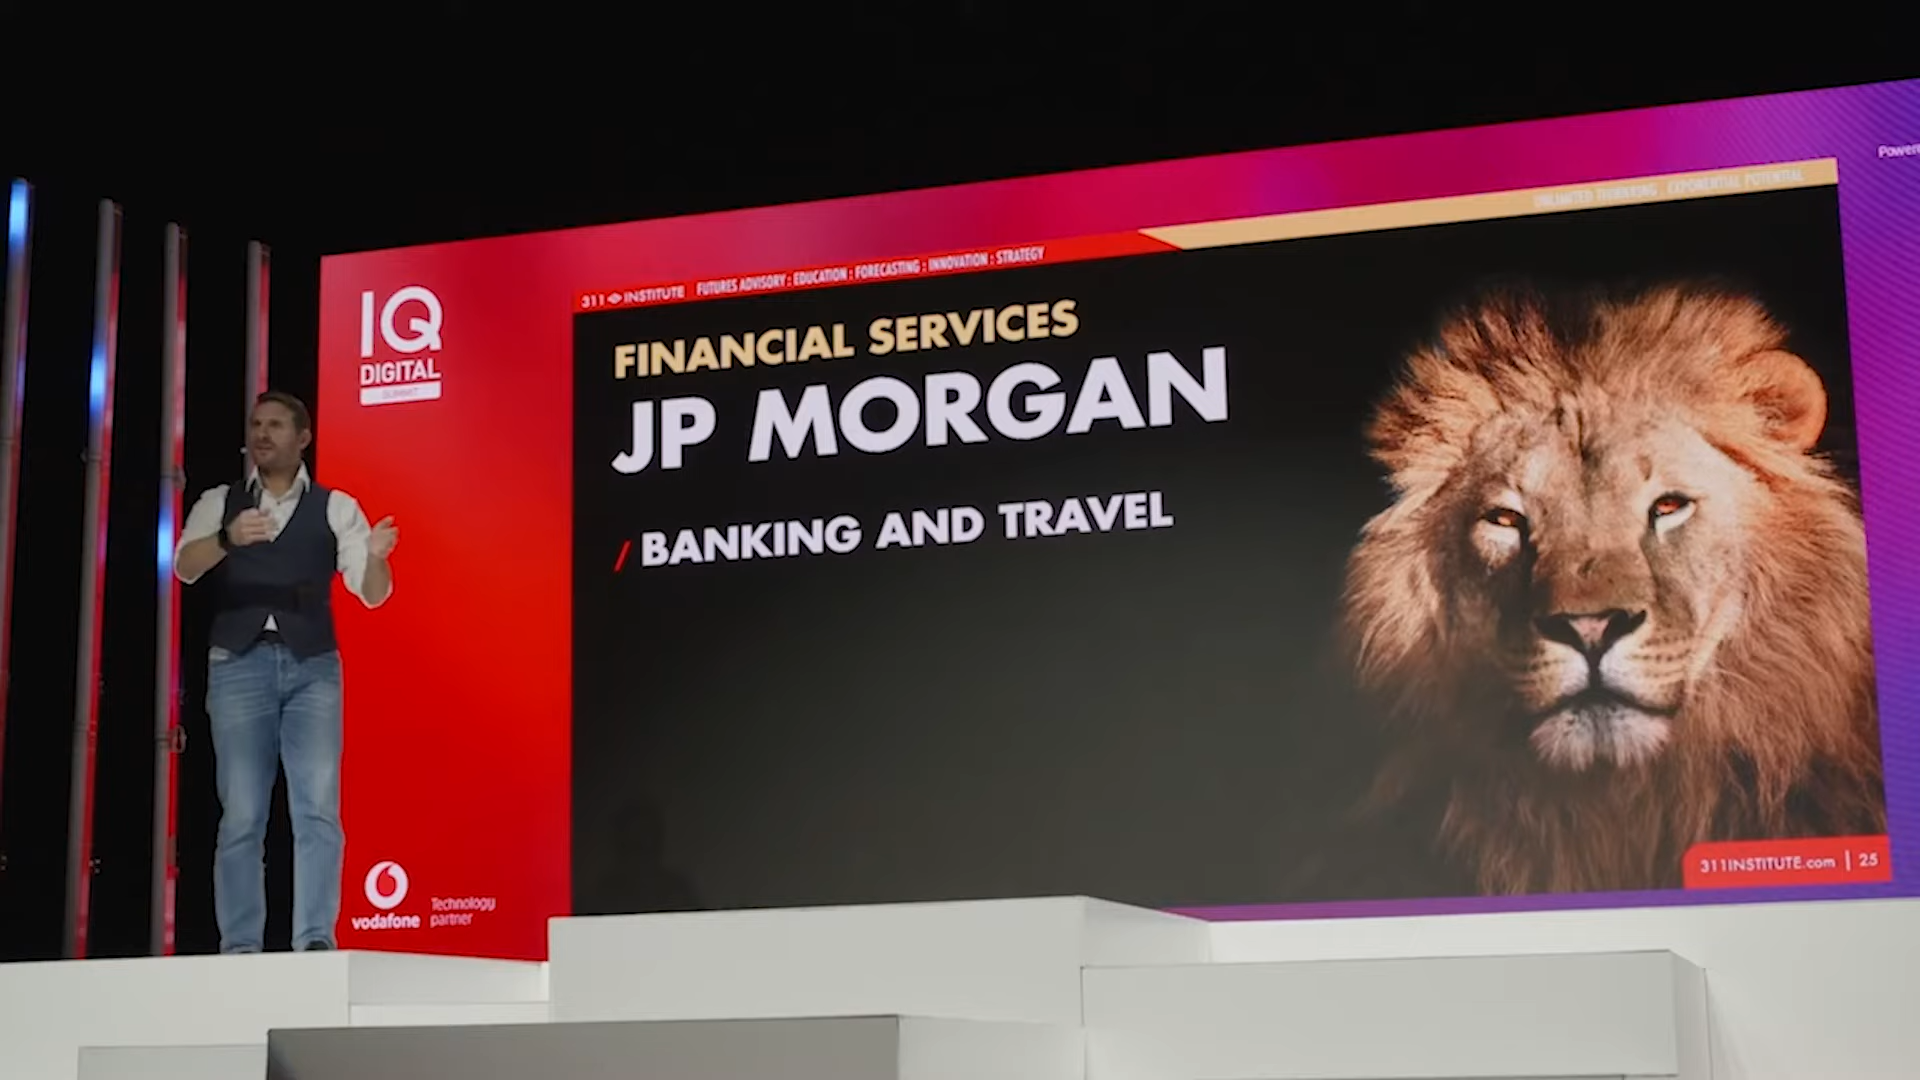 Power
UNLIMITED THINKING . EXPONENTIAL POTENTIAL
311 INSTITUTE FUTURES ADVISORY : EDUCATION : FORECASTING : INNOVATION : STRATEGY
IQ
DIGITAL
SUMMIT
FINANCIAL SERVICES
JP MORGAN
/ BANKING AND TRAVEL
311INSTITUTE.com | 25
vodafone
Technology
partner